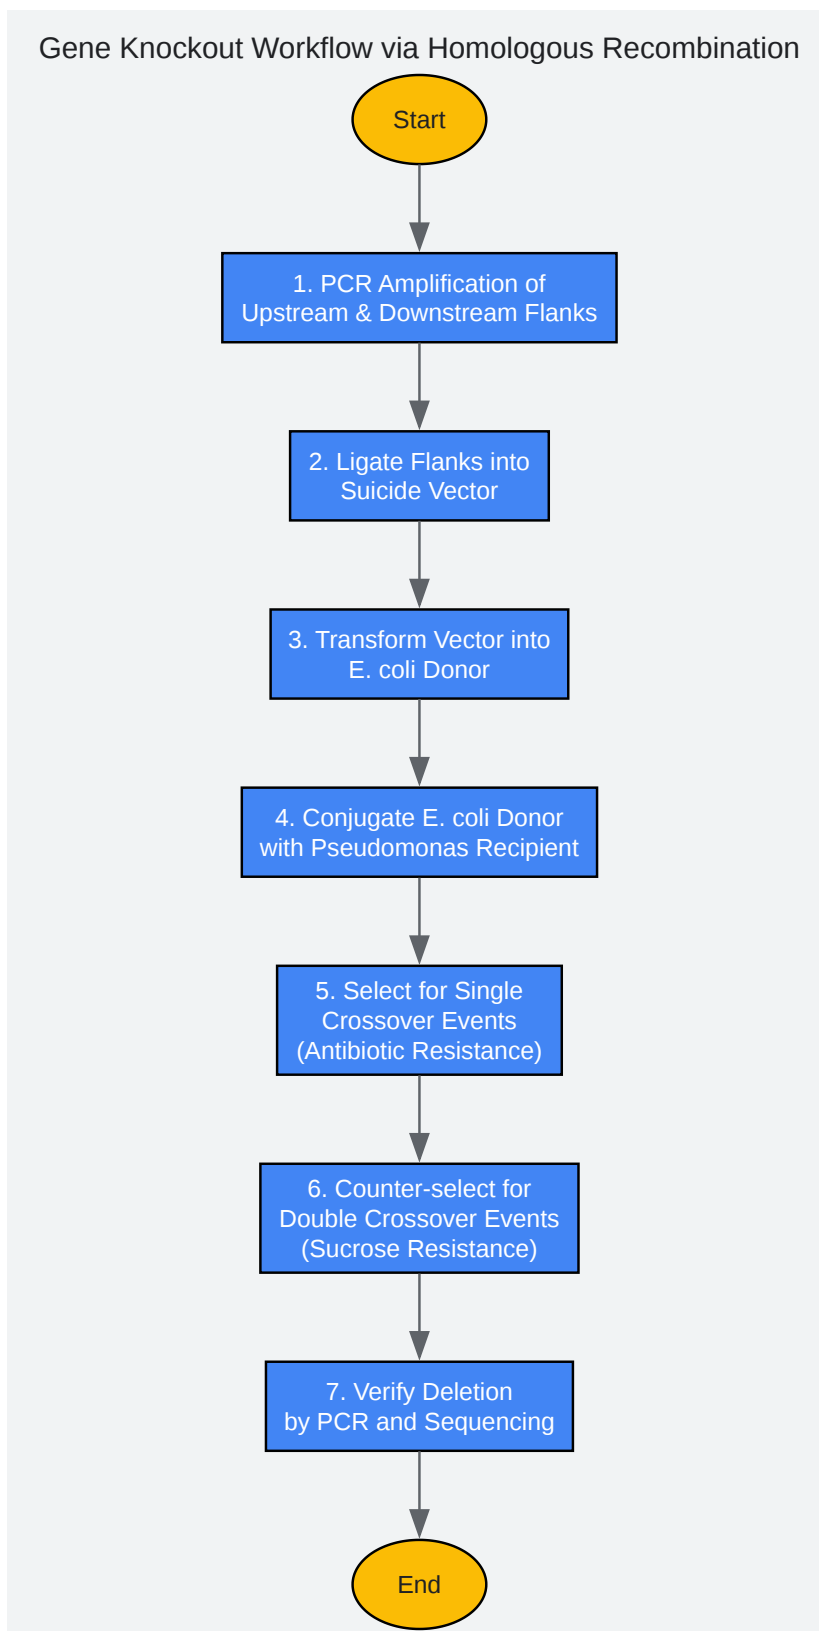 Gene Knockout Workflow via Homologous Recombination
Start
1. PCR Amplification of
Upstream & Downstream Flanks
2. Ligate Flanks into
Suicide Vector
3. Transform Vector into
E. coli Donor
4. Conjugate E. coli Donor
with Pseudomonas Recipient
5. Select for Single
Crossover Events
(Antibiotic Resistance)
6. Counter-select for
Double Crossover Events
(Sucrose Resistance)
7. Verify Deletion
by PCR and Sequencing
End